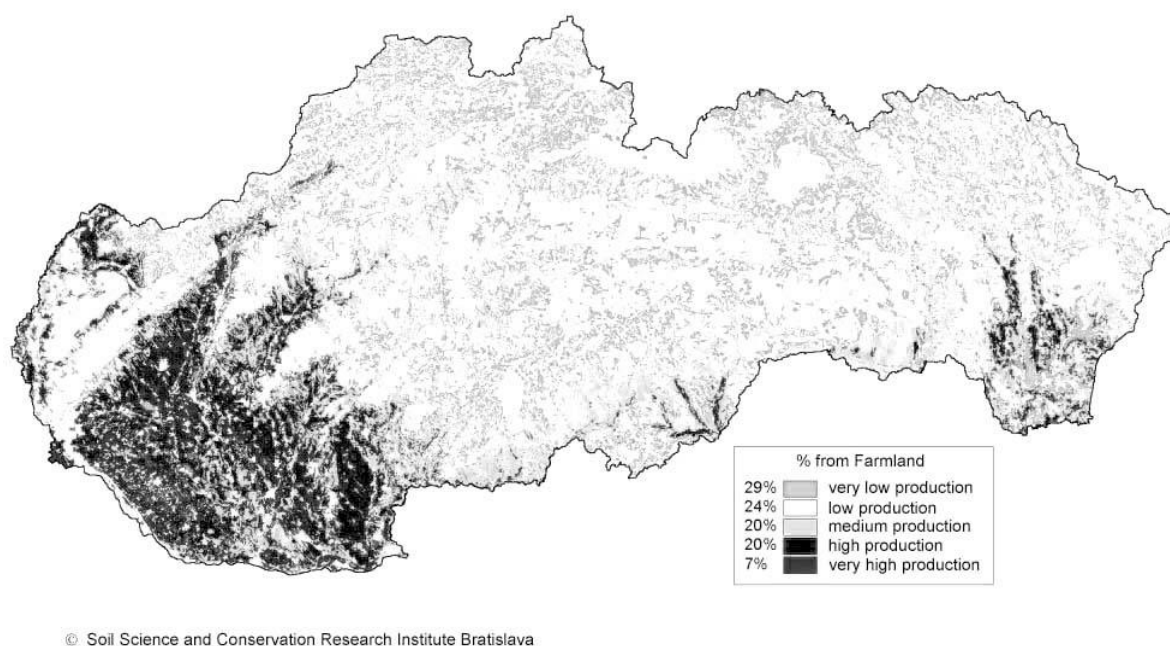 % from Farmland
29% very low production
24% low production
20% medium production
20% high production
7% very high production
© Soil Science and Conservation Research Institute Bratislava